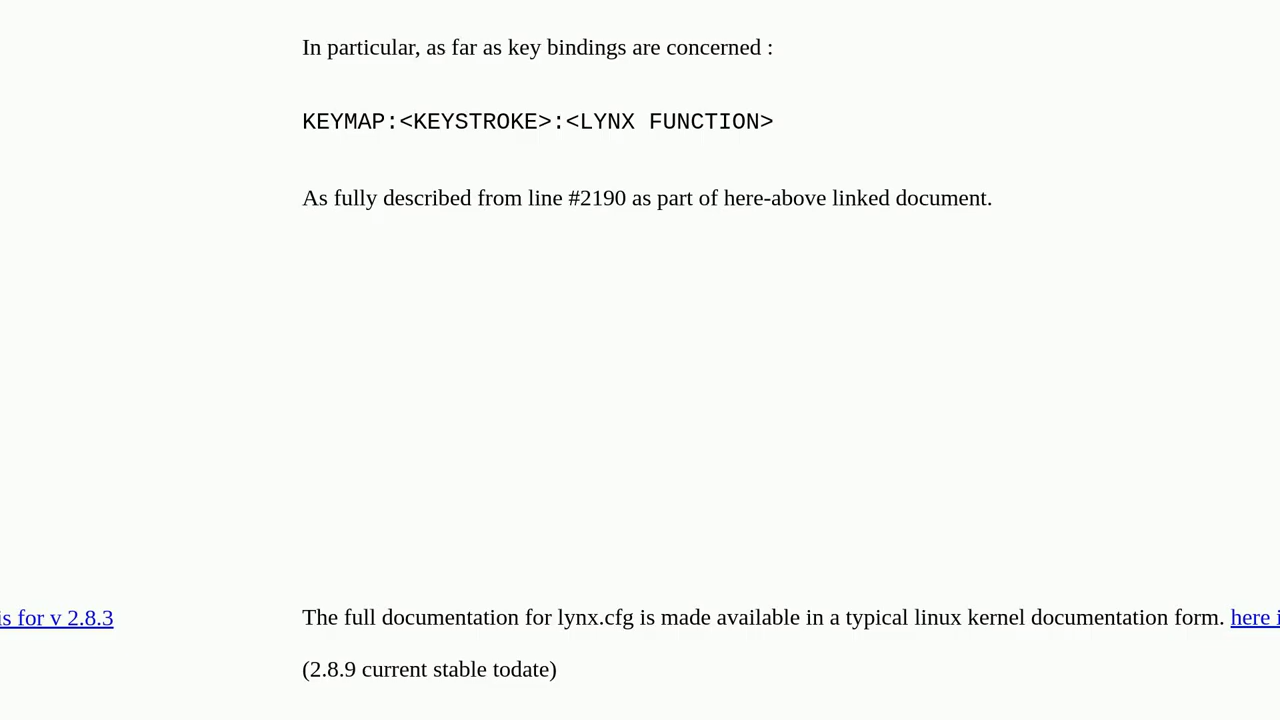 In particular, as far as key bindings are concerned :
KEYMAP:<KEYSTROKE>:<LYNX FUNCTION>
As fully described from line #2190 as part of here-above linked document.
is for v 2.8.3
The full documentation for lynx.cfg is made available in a typical linux kernel documentation form. here i
(2.8.9 current stable todate)